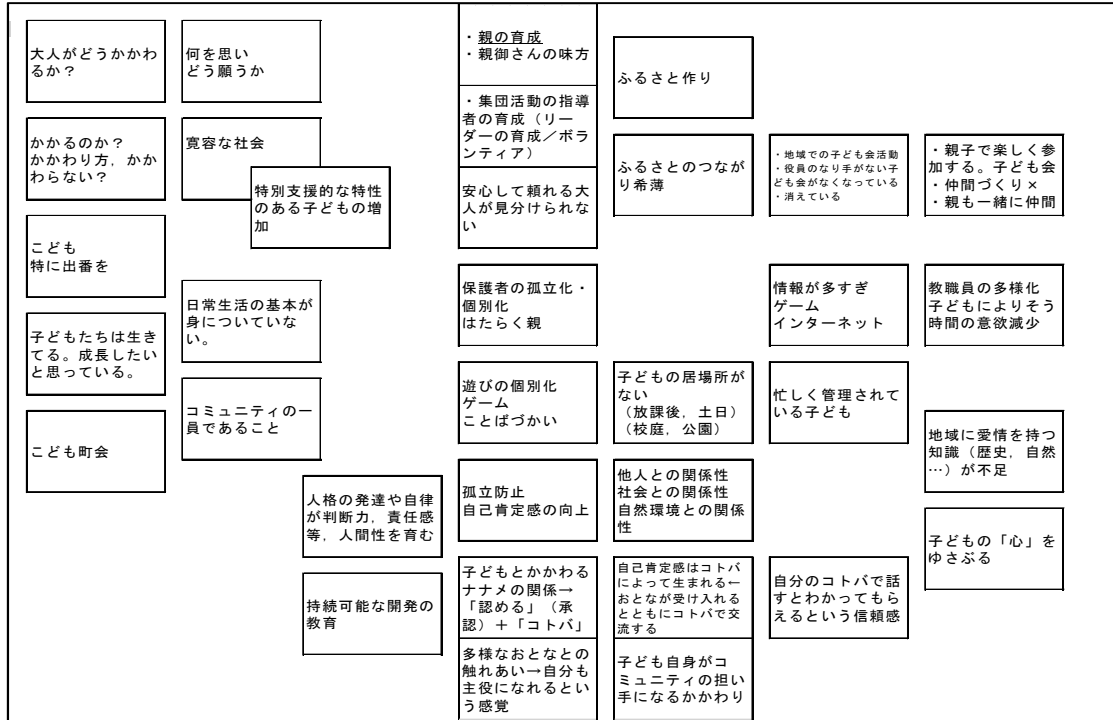 大人がどうかかわ
るか?
何を思い
どう願うか
かかるのか?
かかわり方，かか
わらない?
寛容な社会
特別支援的な特性
のある子どもの増
加
こども
特に出番を
日常生活の基本が
身についていな
い。
子どもたちは生き
てる。成長したい
と思っている。
コミュニティの一
員であること
こども町会
人格の発達や自律
が判断力，責任感
等，人間性を育む
持続可能な開発の
教育
・親の育成
・親御さんの味方
・集団活動の指導
者の育成（リー
ダーの育成／ボラ
ンティア）
安心して頼れる大
人が見分けられな
い
ふるさと作り
ふるさとのつなが
り希薄
・地域での子ども会活動
・役員のなり手がない子
ども会がなくなっている
・消えている
・親子で楽しく参
加する。子ども会
・仲間づくり×
・親も一緒に仲間
保護者の孤立化・
個別化
はたらく親
情報が多すぎ
ゲーム
インターネット
教職員の多様化
子どもによりそう
時間の意欲減少
遊びの個別化
ゲーム
ことばづかい
子どもの居場所が
ない
（放課後，土日）
（校庭，公園）
忙しく管理されて
いる子ども
地域に愛情を持つ
知識（歴史，自然
…）が不足
孤立防止
自己肯定感の向上
他人との関係性
社会との関係性
自然環境との関係
性
子どもの「心」を
ゆさぶる
子どもとかかわる
ナナメの関係→
「認める」（承
認）＋「コトバ」
自己肯定感はコトバ
によって生まれる←
おとなが受け入れる
とともにコトバで交
流する
自分のコトバで話
すとわかってもら
えるという信頼感
多様なおとなとの
触れあい→自分も
主役になれるとい
う感覚
子ども自身がコ
ミュニティの担い
手になるかかわり